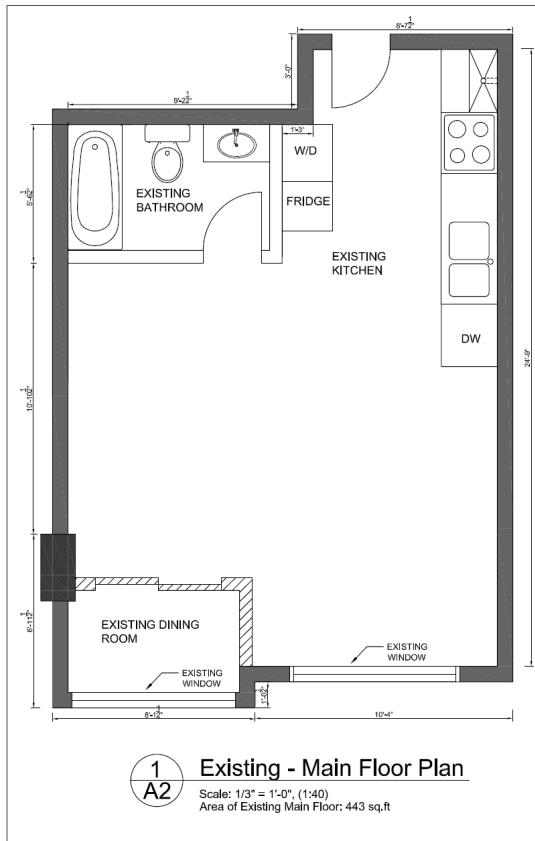 8'-7½"
3'-0"
9'-2½"
1'-3"
W/D
FRIDGE
EXISTING
BATHROOM
5'-6½"
EXISTING
KITCHEN
DW
24'-9"
10'-10½"
6'-11½"
EXISTING DINING
ROOM
EXISTING
WINDOW
EXISTING
WINDOW
1'-0½"
8'-1½"
10'-4"
1
A2
Existing - Main Floor Plan
Scale: 1/3" = 1'-0", (1:40)
Area of Existing Main Floor: 443 sq.ft